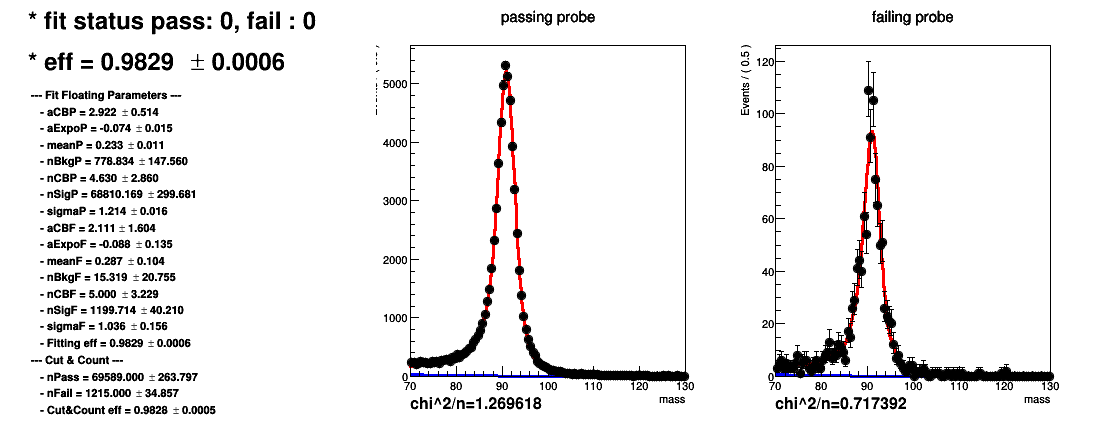 * fit status pass: 0, fail : 0
* eff = 0.9829 ± 0.0006
--- Fit Floating Parameters ---
- aCBP = 2.922 ± 0.514
- aExpoP = -0.074 ± 0.015
- meanP = 0.233 ± 0.011
- nBkgP = 778.834 ± 147.560
- nCBP = 4.630 ± 2.860
- nSigP = 68810.169 ± 299.681
- sigmaP = 1.214 ± 0.016
- aCBF = 2.111 ± 1.604
- aExpoF = -0.088 ± 0.135
- meanF = 0.287 ± 0.104
- nBkgF = 15.319 ± 20.755
- nCBF = 5.000 ± 3.229
- nSigF = 1199.714 ± 40.210
- sigmaF = 1.036 ± 0.156
- Fitting eff = 0.9829 ± 0.0006
--- Cut & Count ---
- nPass = 69589.000 ± 263.797
- nFail = 1215.000 ± 34.857
- Cut&Count eff = 0.9828 ± 0.0005
passing probe
5000
4000
3000
2000
1000
0
70 80 90 100 110 120 130
mass
chi^2/n=1.269618
failing probe
Events / ( 0.5 )
120
100
80
60
40
20
0
70 80 90 100 110 120 130
mass
chi^2/n=0.717392